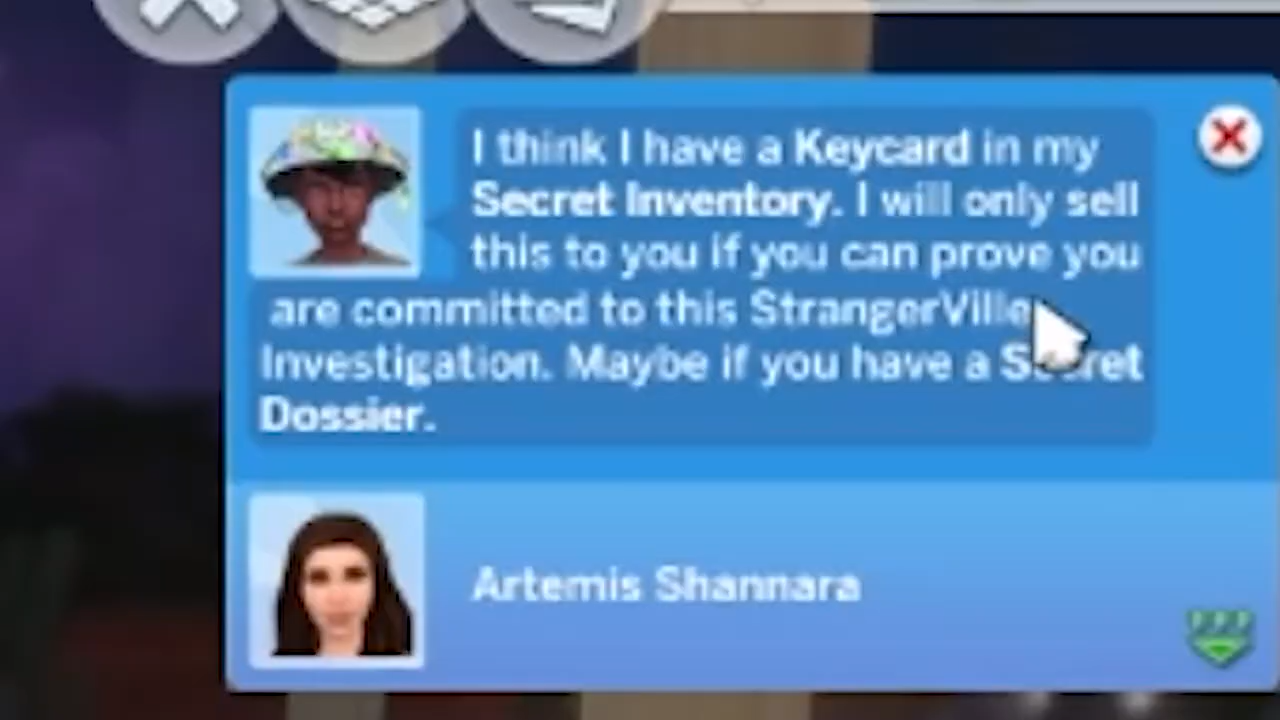 I think I have a Keycard in my
Secret Inventory. I will only sell
this to you if you can prove you
are committed to this StrangerVille
Investigation. Maybe if you have a Secret
Dossier.
Artemis Shannara